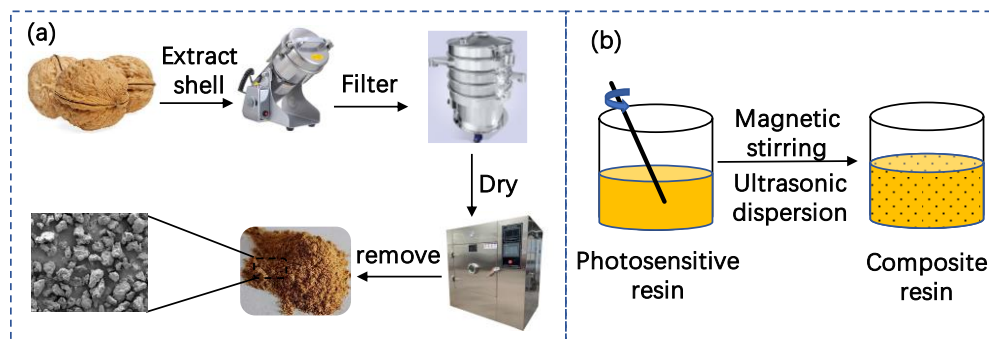 (a)
Extract
shell
Filter
Dry
remove
(b)
Magnetic
stirring
Ultrasonic
dispersion
Photosensitive
resin
Composite
resin